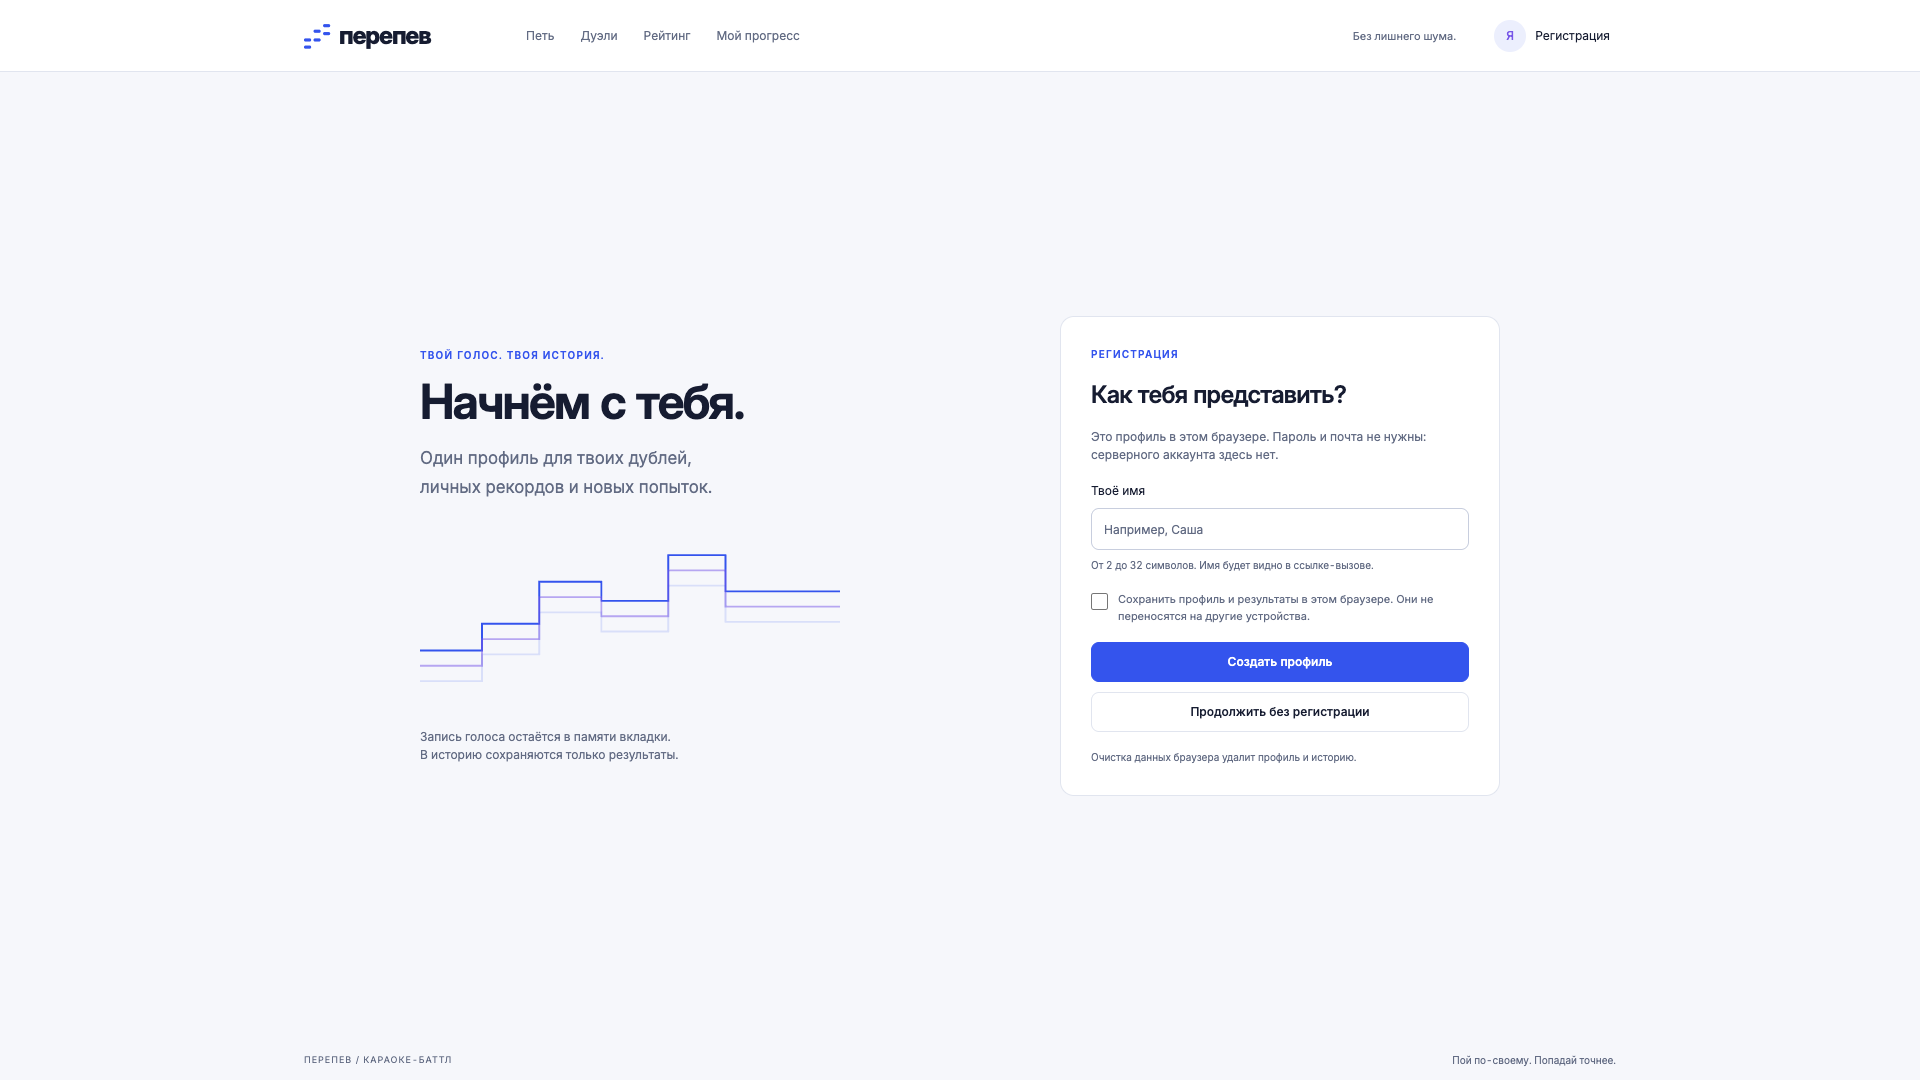 перепев
Петь
Дуэли
Рейтинг
Мой прогресс
Без лишнего шума.
Я
Регистрация
ТВОЙ ГОЛОС. ТВОЯ ИСТОРИЯ.
Начнём с тебя.
Один профиль для твоих дублей,
личных рекордов и новых попыток.
Запись голоса остаётся в памяти вкладки.
В историю сохраняются только результаты.
РЕГИСТРАЦИЯ
Как тебя представить?
Это профиль в этом браузере. Пароль и почта не нужны:
серверного аккаунта здесь нет.
Твоё имя
Например, Саша
От 2 до 32 символов. Имя будет видно в ссылке-вызове.
Сохранить профиль и результаты в этом браузере. Они не
переносятся на другие устройства.
Создать профиль
Продолжить без регистрации
Очистка данных браузера удалит профиль и историю.
ПЕРЕПЕВ / КАРАОКЕ-БАТТЛ
Пой по-своему. Попадай точнее.